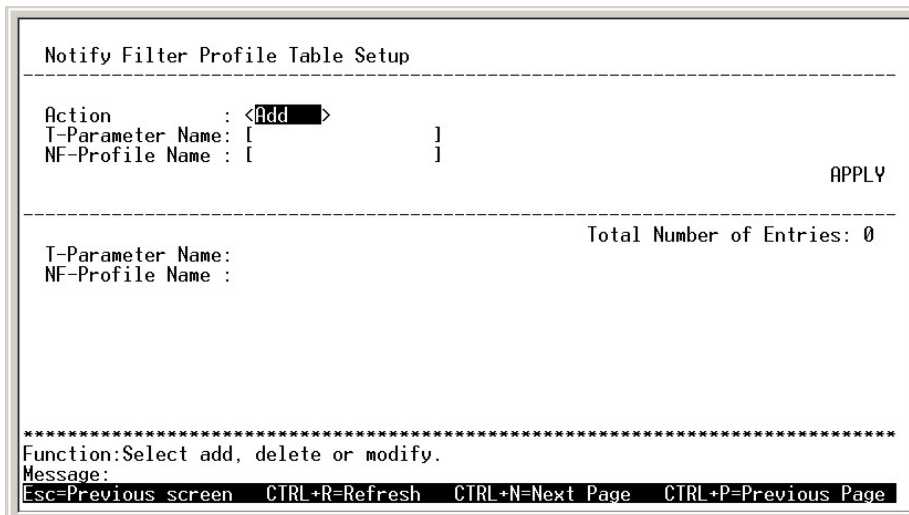 Notify Filter Profile Table Setup
--------------------------------------------------------------------------------
Action : <Add >
T-Parameter Name: [ ]
NF-Profile Name : [ ]
APPLY
--------------------------------------------------------------------------------
Total Number of Entries: 0
T-Parameter Name:
NF-Profile Name :
********************************************************************************
Function:Select add, delete or modify.
Message:
Esc=Previous screen CTRL+R=Refresh CTRL+N=Next Page CTRL+P=Previous Page